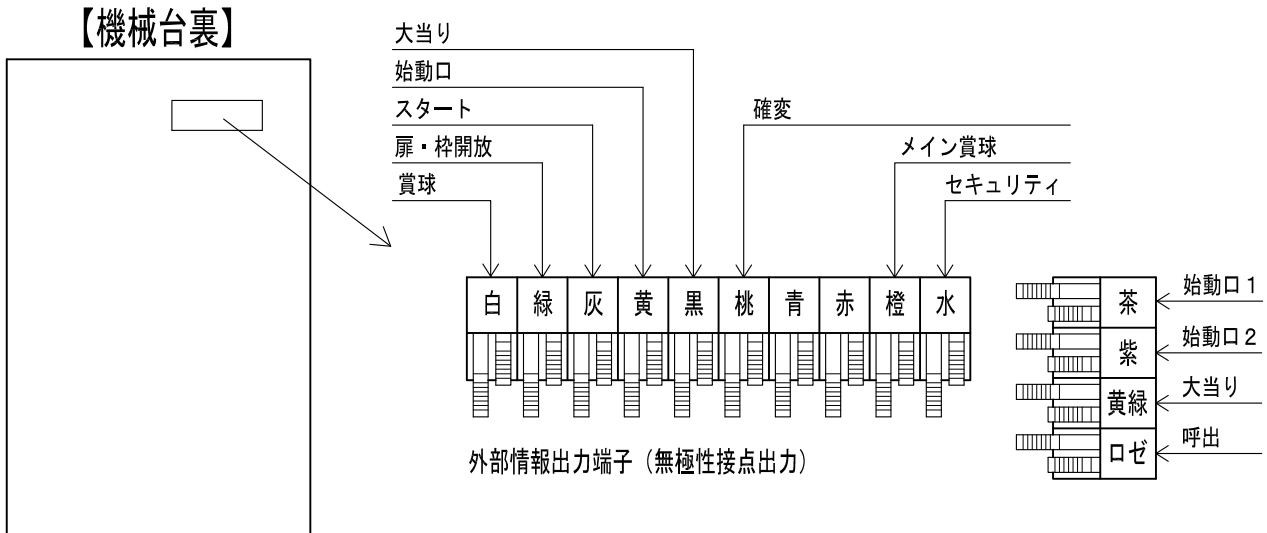 【機械台裏】
大当り
始動口
スタート
扉・枠開放
賞球
確変
メイン賞球
セキュリティ
白 緑 灰 黄 黒 桃 青 赤 橙 水
外部情報出力端子（無極性接点出力）
茶 始動口1
紫 始動口2
黄緑 大当り
ロゼ 呼出